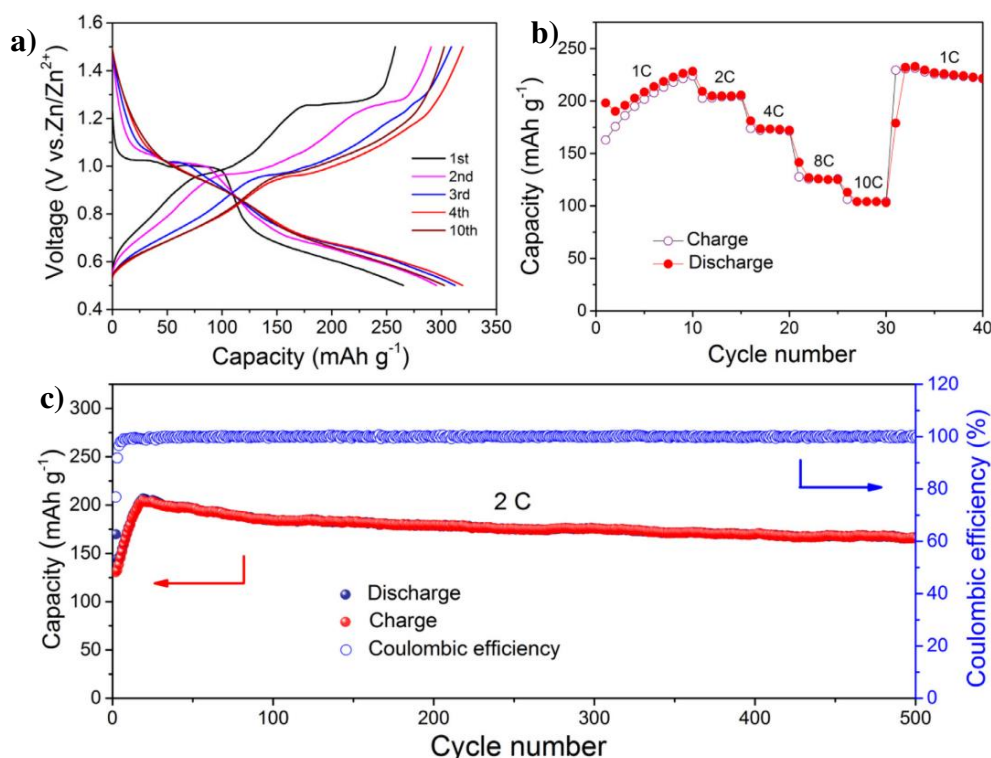 a)
Voltage (V vs.Zn/Zn²⁺)
1.6
1.4
1.2
1.0
0.8
0.6
0.4
1st
2nd
3rd
4th
10th
0 50 100 150 200 250 300 350
Capacity (mAh g⁻¹)
b)
Capacity (mAh g⁻¹)
250
200
150
100
50
0
1C
2C
4C
8C
10C
1C
Charge
Discharge
0 10 20 30 40
Cycle number
c)
Capacity (mAh g⁻¹)
300
250
200
150
100
50
0
2 C
Discharge
Charge
Coulombic efficiency
120
100
80
60
40
20
0
Coulombic efficiency (%)
0 100 200 300 400 500
Cycle number